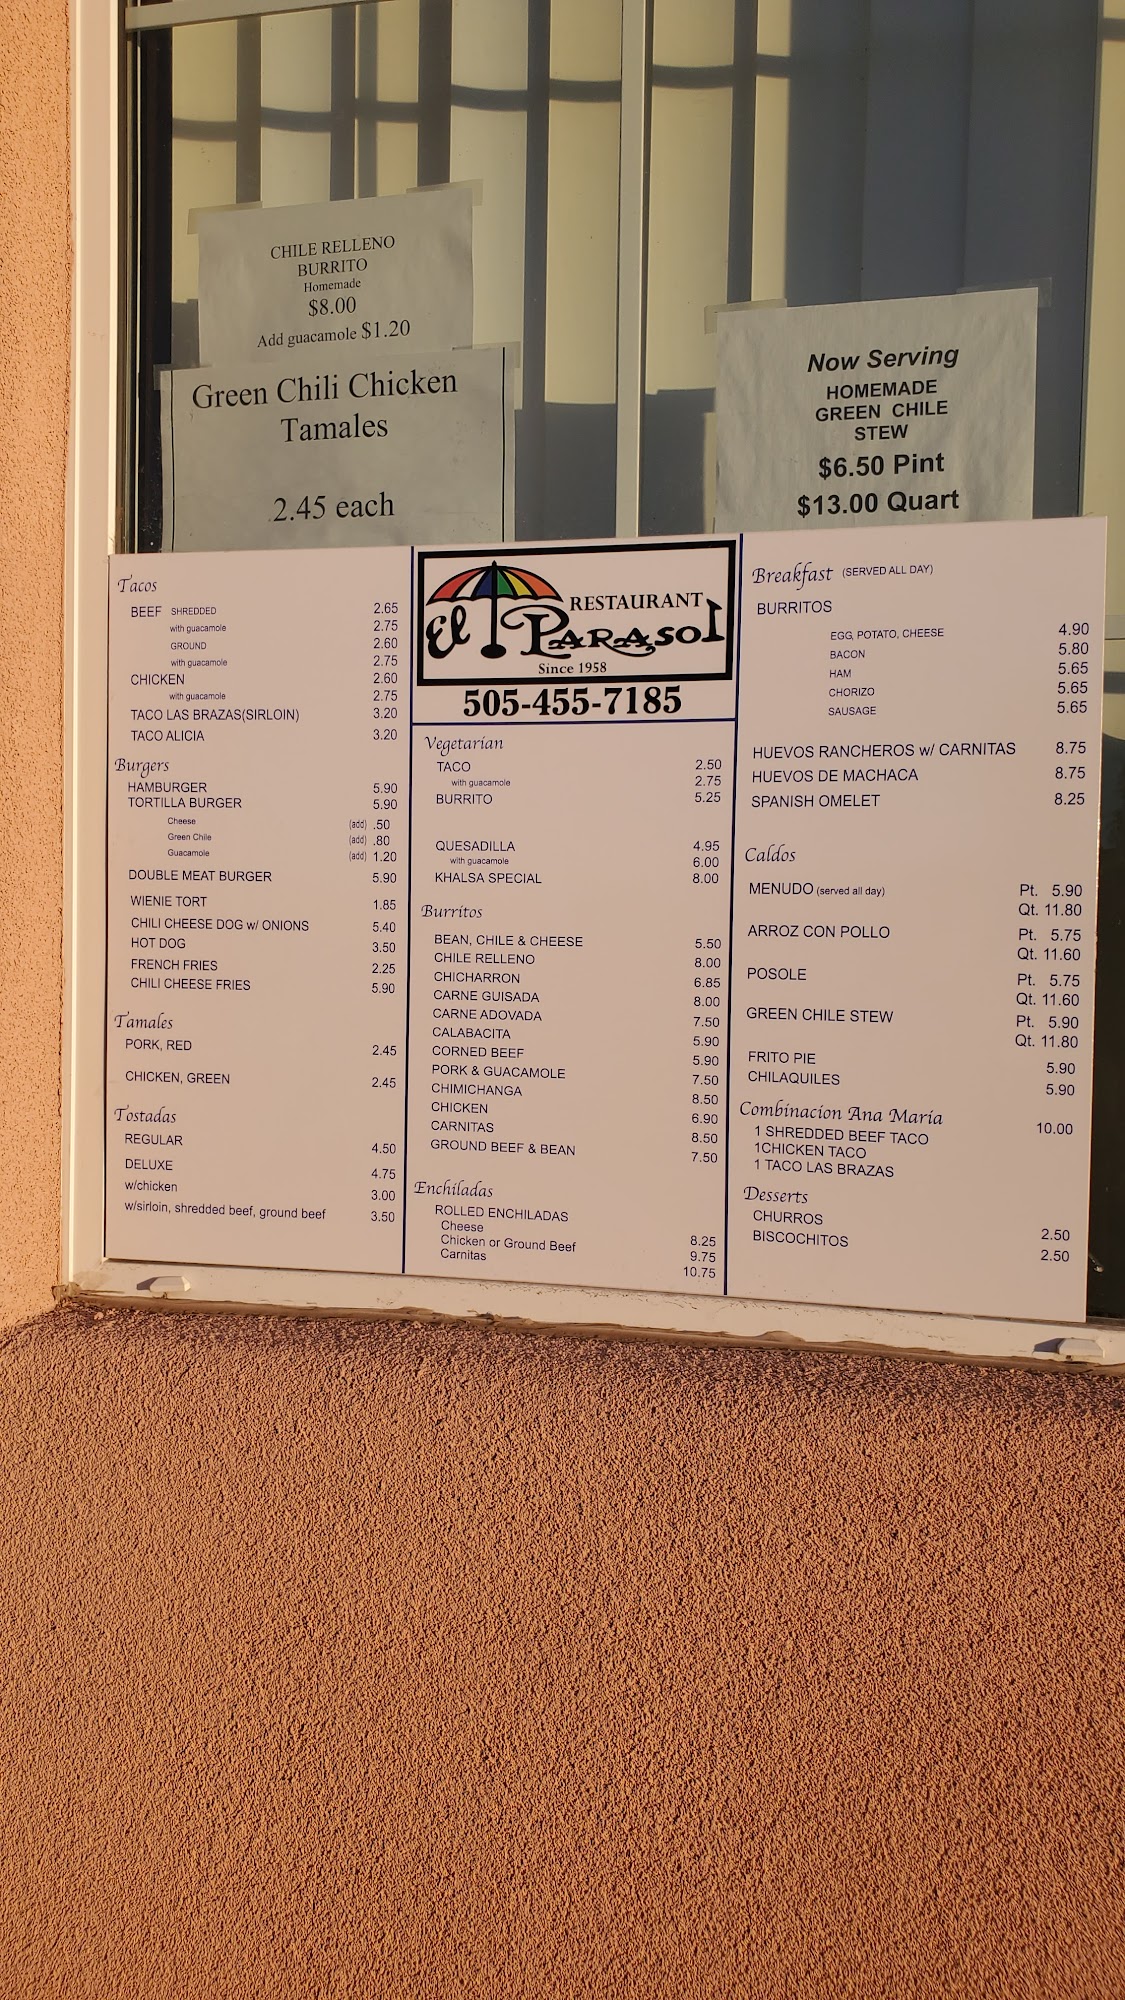 CHILE RELLENO
BURRITO
Homemade
$8.00
Add guacamole $1.20
Green Chili Chicken
Tamales
2.45 each
Now Serving
HOMEMADE
GREEN CHILE
STEW
$6.50 Pint
$13.00 Quart
Tacos
BEEF SHREDDED 2.65
with guacamole 2.75
GROUND 2.60
with guacamole 2.75
CHICKEN 2.60
with guacamole 2.75
TACO LAS BRAZAS(SIRLOIN) 3.20
TACO ALICIA 3.20
Burgers
HAMBURGER 5.90
TORTILLA BURGER 5.90
Cheese (add) .50
Green Chile (add) .80
Guacamole (add) 1.20
DOUBLE MEAT BURGER 5.90
WIENIE TORT 1.85
CHILI CHEESE DOG w/ ONIONS 5.40
HOT DOG 3.50
FRENCH FRIES 2.25
CHILI CHEESE FRIES 5.90
Tamales
PORK, RED 2.45
CHICKEN, GREEN 2.45
Tostadas
REGULAR 4.50
DELUXE 4.75
w/chicken 3.00
w/sirloin, shredded beef, ground beef 3.50
El Parasol RESTAURANT
Since 1958
505-455-7185
Vegetarian
TACO 2.50
with guacamole 2.75
BURRITO 5.25
QUESADILLA 4.95
with guacamole 6.00
KHALSA SPECIAL 8.00
Burritos
BEAN, CHILE & CHEESE 5.50
CHILE RELLENO 8.00
CHICHARRON 6.85
CARNE GUISADA 8.00
CARNE ADOVADA 7.50
CALABACITA 5.90
CORNED BEEF 5.90
PORK & GUACAMOLE 7.50
CHIMICHANGA 8.50
CHICKEN 6.90
CARNITAS 8.50
GROUND BEEF & BEAN 7.50
Enchiladas
ROLLED ENCHILADAS
Cheese 8.25
Chicken or Ground Beef 9.75
Carnitas 10.75
Breakfast (SERVED ALL DAY)
BURRITOS
EGG, POTATO, CHEESE 4.90
BACON 5.80
HAM 5.65
CHORIZO 5.65
SAUSAGE 5.65
HUEVOS RANCHEROS w/ CARNITAS 8.75
HUEVOS DE MACHACA 8.75
SPANISH OMELET 8.25
Caldos
MENUDO (served all day) Pt. 5.90
Qt. 11.80
ARROZ CON POLLO Pt. 5.75
Qt. 11.60
POSOLE Pt. 5.75
Qt. 11.60
GREEN CHILE STEW Pt. 5.90
Qt. 11.80
FRITO PIE 5.90
CHILAQUILES 5.90
Combinacion Ana Maria 10.00
1 SHREDDED BEEF TACO
1CHICKEN TACO
1 TACO LAS BRAZAS
Desserts
CHURROS 2.50
BISCOCHITOS 2.50